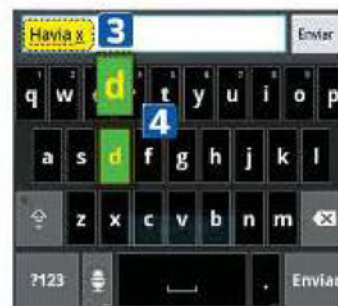 Havia x 3 Enviar
d
q w t y u i o p
4
a s d f g h j k l
z x c v b n m
?123 . Enviar